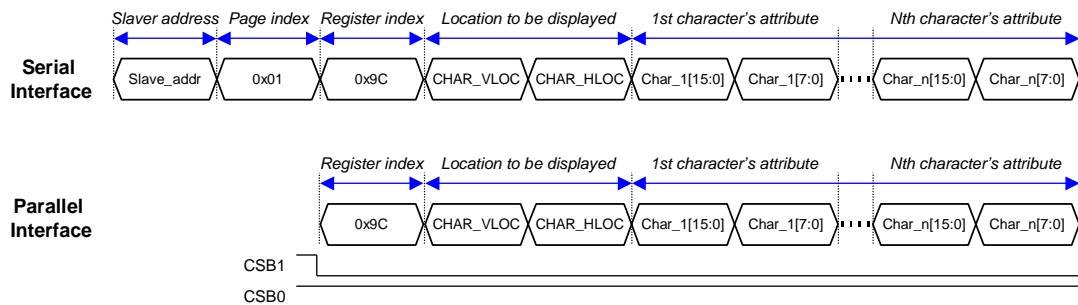 Slaver address Page index Register index Location to be displayed 1st character's attribute Nth character's attribute
Serial
Interface
Slave_addr 0x01 0x9C CHAR_VLOC CHAR_HLOC Char_1[15:0] Char_1[7:0] Char_n[15:0] Char_n[7:0]
Register index Location to be displayed 1st character's attribute Nth character's attribute
Parallel
Interface
0x9C CHAR_VLOC CHAR_HLOC Char_1[15:0] Char_1[7:0] Char_n[15:0] Char_n[7:0]
CSB1
CSB0